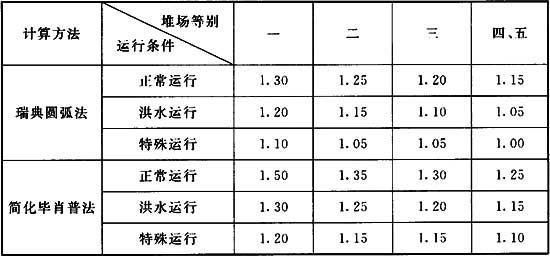 计算方法 堆场等别 运行条件 一 二 三 四、五
瑞典圆弧法 正常运行 1.30 1.25 1.20 1.15
洪水运行 1.20 1.15 1.10 1.05
特殊运行 1.10 1.05 1.05 1.00
简化毕肖普法 正常运行 1.50 1.35 1.30 1.25
洪水运行 1.30 1.25 1.20 1.15
特殊运行 1.20 1.15 1.15 1.10